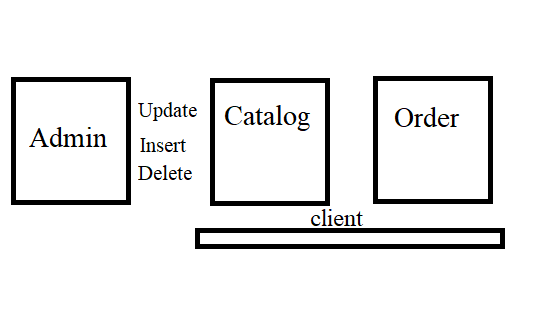 Admin
Update
Insert
Delete
Catalog
Order
client